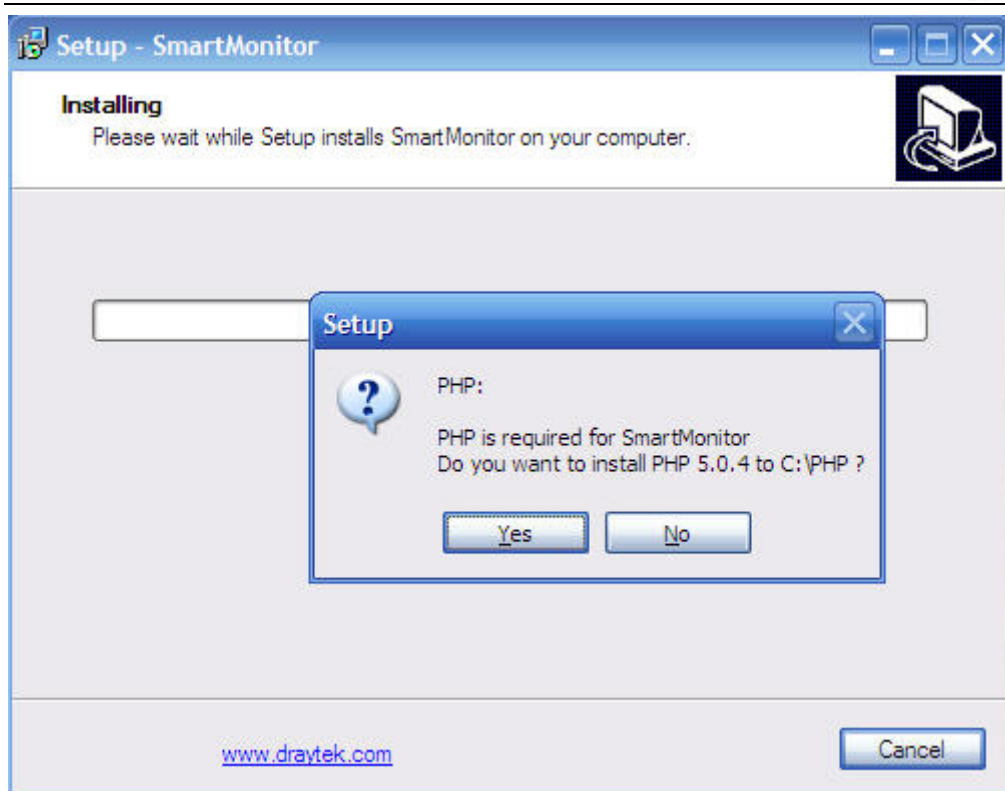 Setup - SmartMonitor
Installing
Please wait while Setup installs SmartMonitor on your computer.
Setup
PHP:
PHP is required for SmartMonitor
Do you want to install PHP 5.0.4 to C:\PHP ?
Yes
No
www.draytek.com
Cancel